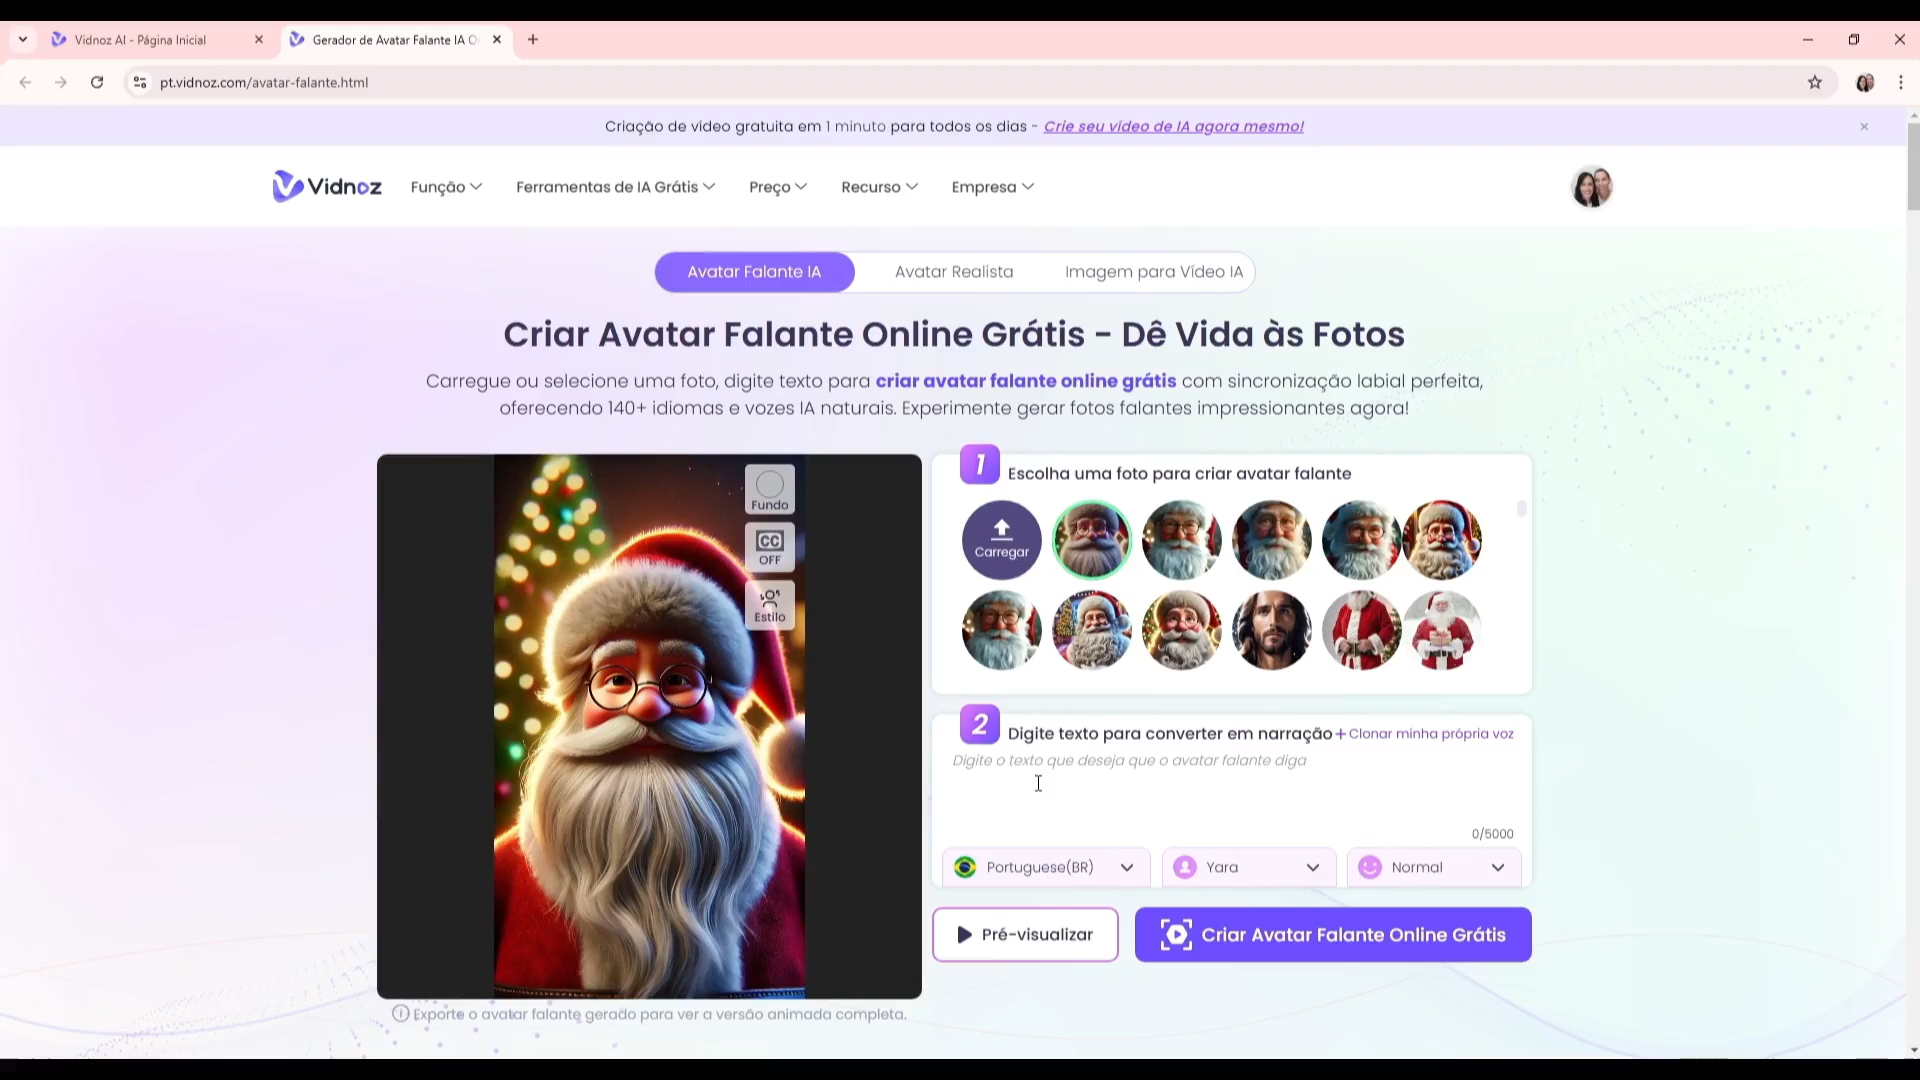 Vidnoz AI - Página Inicial
Gerador de Avatar Falante IA O
pt.vidnoz.com/avatar-falante.html
Criação de vídeo gratuita em 1 minuto para todos os dias - Crie seu vídeo de IA agora mesmo!
Vidnoz
Função
Ferramentas de IA Grátis
Preço
Recurso
Empresa
Avatar Falante IA
Avatar Realista
Imagem para Vídeo IA
Criar Avatar Falante Online Grátis - Dê Vida às Fotos
Carregue ou selecione uma foto, digite texto para criar avatar falante online grátis com sincronização labial perfeita,
oferecendo 140+ idiomas e vozes IA naturais. Experimente gerar fotos falantes impressionantes agora!
Fundo
CC
OFF
Estilo
Exporte o avatar falante gerado para ver a versão animada completa.
1
Escolha uma foto para criar avatar falante
Carregar
2
Digite texto para converter em narração
+ Clonar minha própria voz
Digite o texto que deseja que o avatar falante diga
0/5000
Portuguese(BR)
Yara
Normal
Pré-visualizar
Criar Avatar Falante Online Grátis